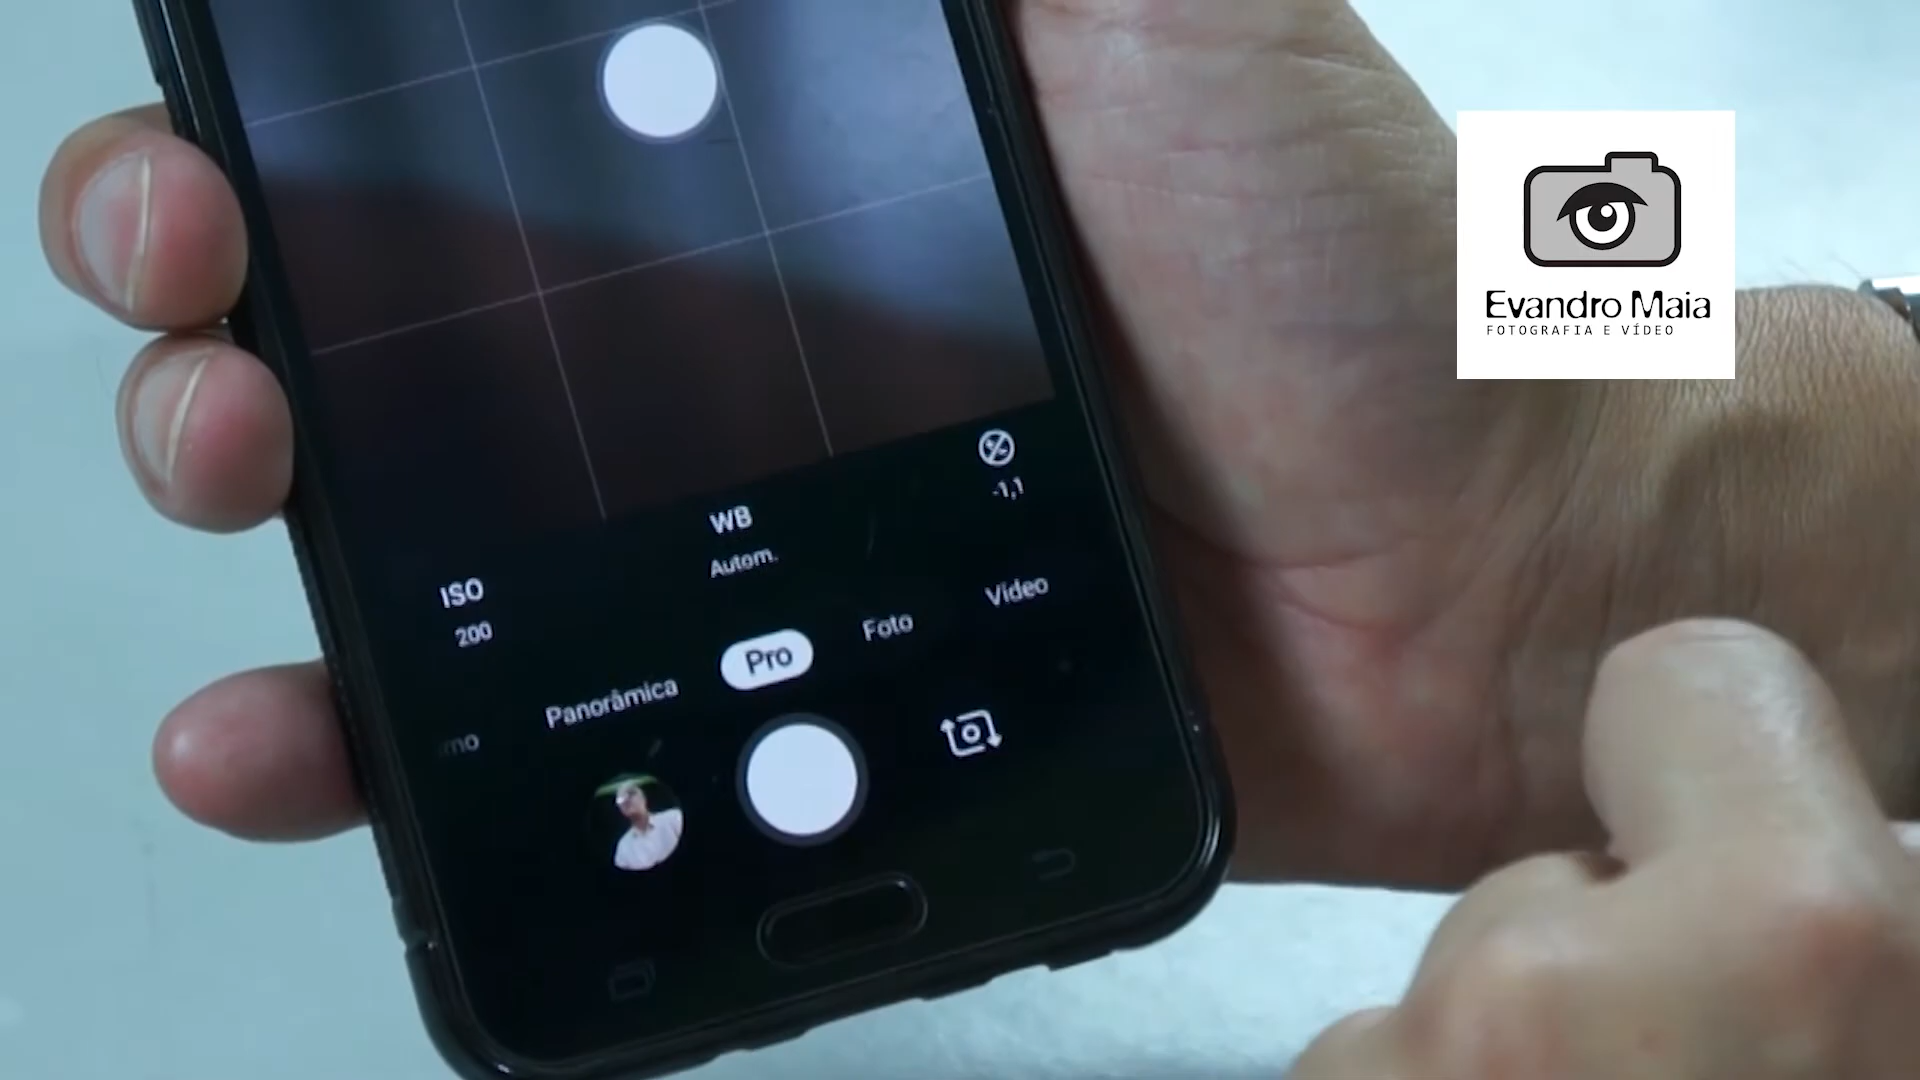 Evandro Maia
FOTOGRAFIA E VÍDEO
-1,1
WB
Autom.
ISO
200
Vídeo
Foto
Pro
Panorâmica